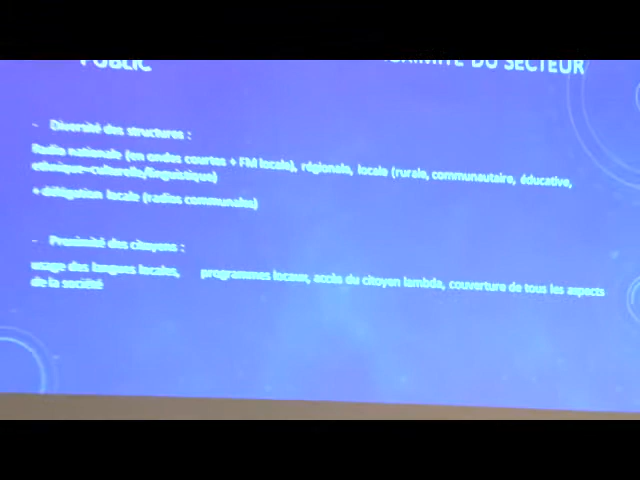 DU SECTEUR
PUBLIC
- Diversité des structures :
Radio nationale (en ondes courtes + FM locale), régionale, locale (rurale, communautaire, éducative,
ethnique-culturelle/linguistique)
+ délégation locale (radios communales)
- Proximité des citoyens :
usage des langues locales, programmes locaux, accès du citoyen lambda, couverture de tous les aspects
de la société